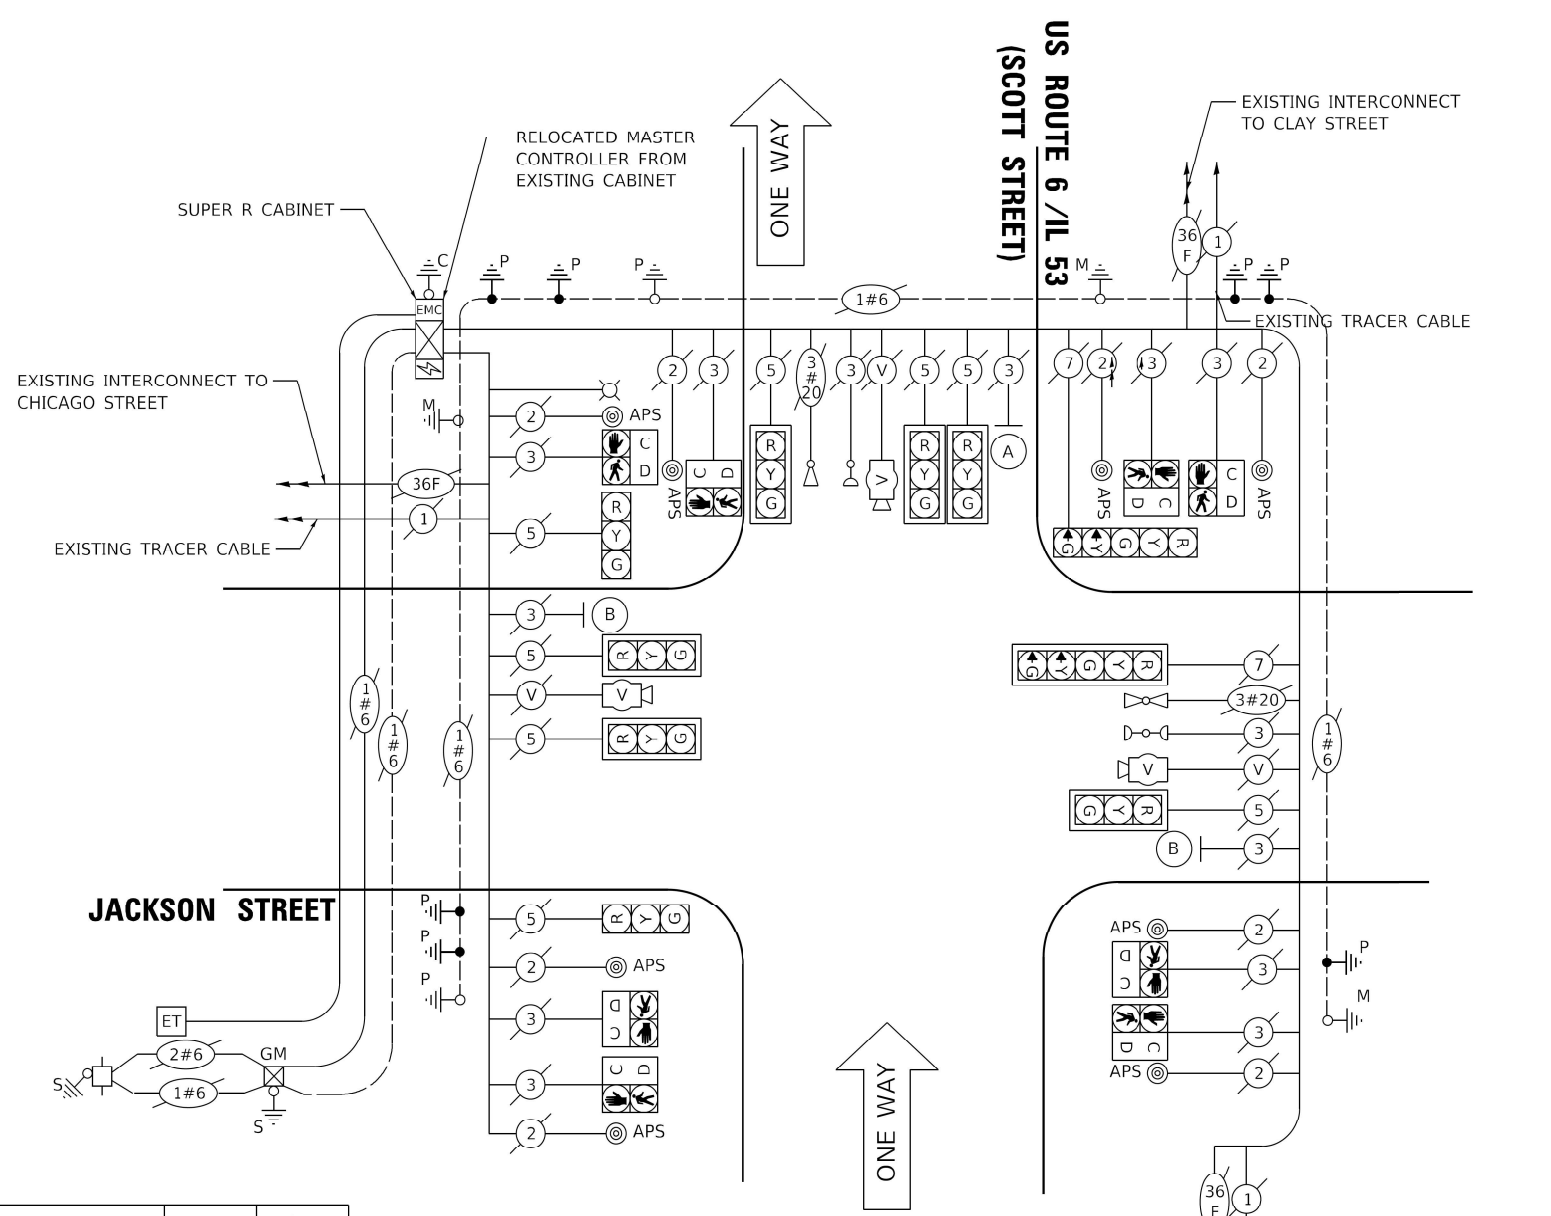 US ROUTE 6 /IL 53
(SCOTT STREET)
EXISTING INTERCONNECT
TO CLAY STREET
RELOCATED MASTER
CONTROLLER FROM
EXISTING CABINET
ONE WAY
SUPER R CABINET
36
F
1
C
P
P
P
M
P
P
EMC
1#6
EXISTING TRACER CABLE
EXISTING INTERCONNECT TO
CHICAGO STREET
2
3
5
3
#
20
3
V
5
5
3
7
2
3
3
2
M
2
APS
3
C
D
36F
1
EXISTING TRACER CABLE
5
R
Y
G
APS
C
D
R
Y
G
V
R
Y
G
R
Y
G
A
APS
D
C
C
D
APS
G
Y
G
Y
R
3
B
5
R
Y
G
V
V
5
R
Y
G
G
Y
G
Y
R
7
3#20
3
V
V
G
Y
R
5
B
3
1
#
6
1
#
6
1
#
6
1
#
6
JACKSON STREET
P
P
P
5
R
Y
G
2
APS
3
D
C
3
C
D
2
APS
APS
2
D
C
3
3
D
C
APS
2
P
M
ET
2#6
GM
S
1#6
S
ONE WAY
36
F
1